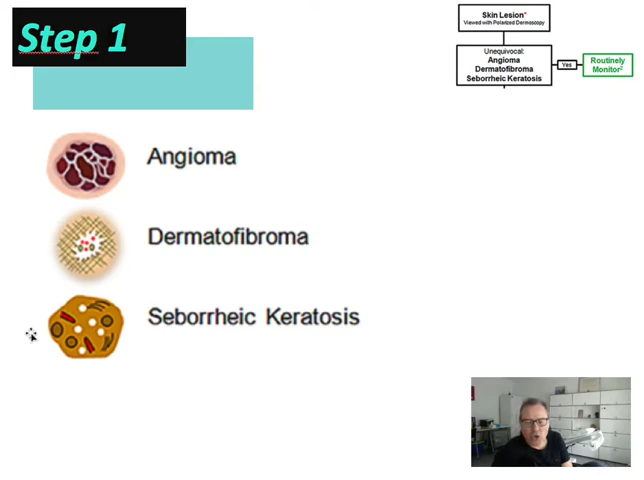 Step 1
Skin Lesion*
Viewed with Polarized Dermoscopy
Unequivocal:
Angioma
Dermatofibroma
Seborrheic Keratosis
Yes
Routinely
Monitor²
Angioma
Dermatofibroma
Seborrheic Keratosis